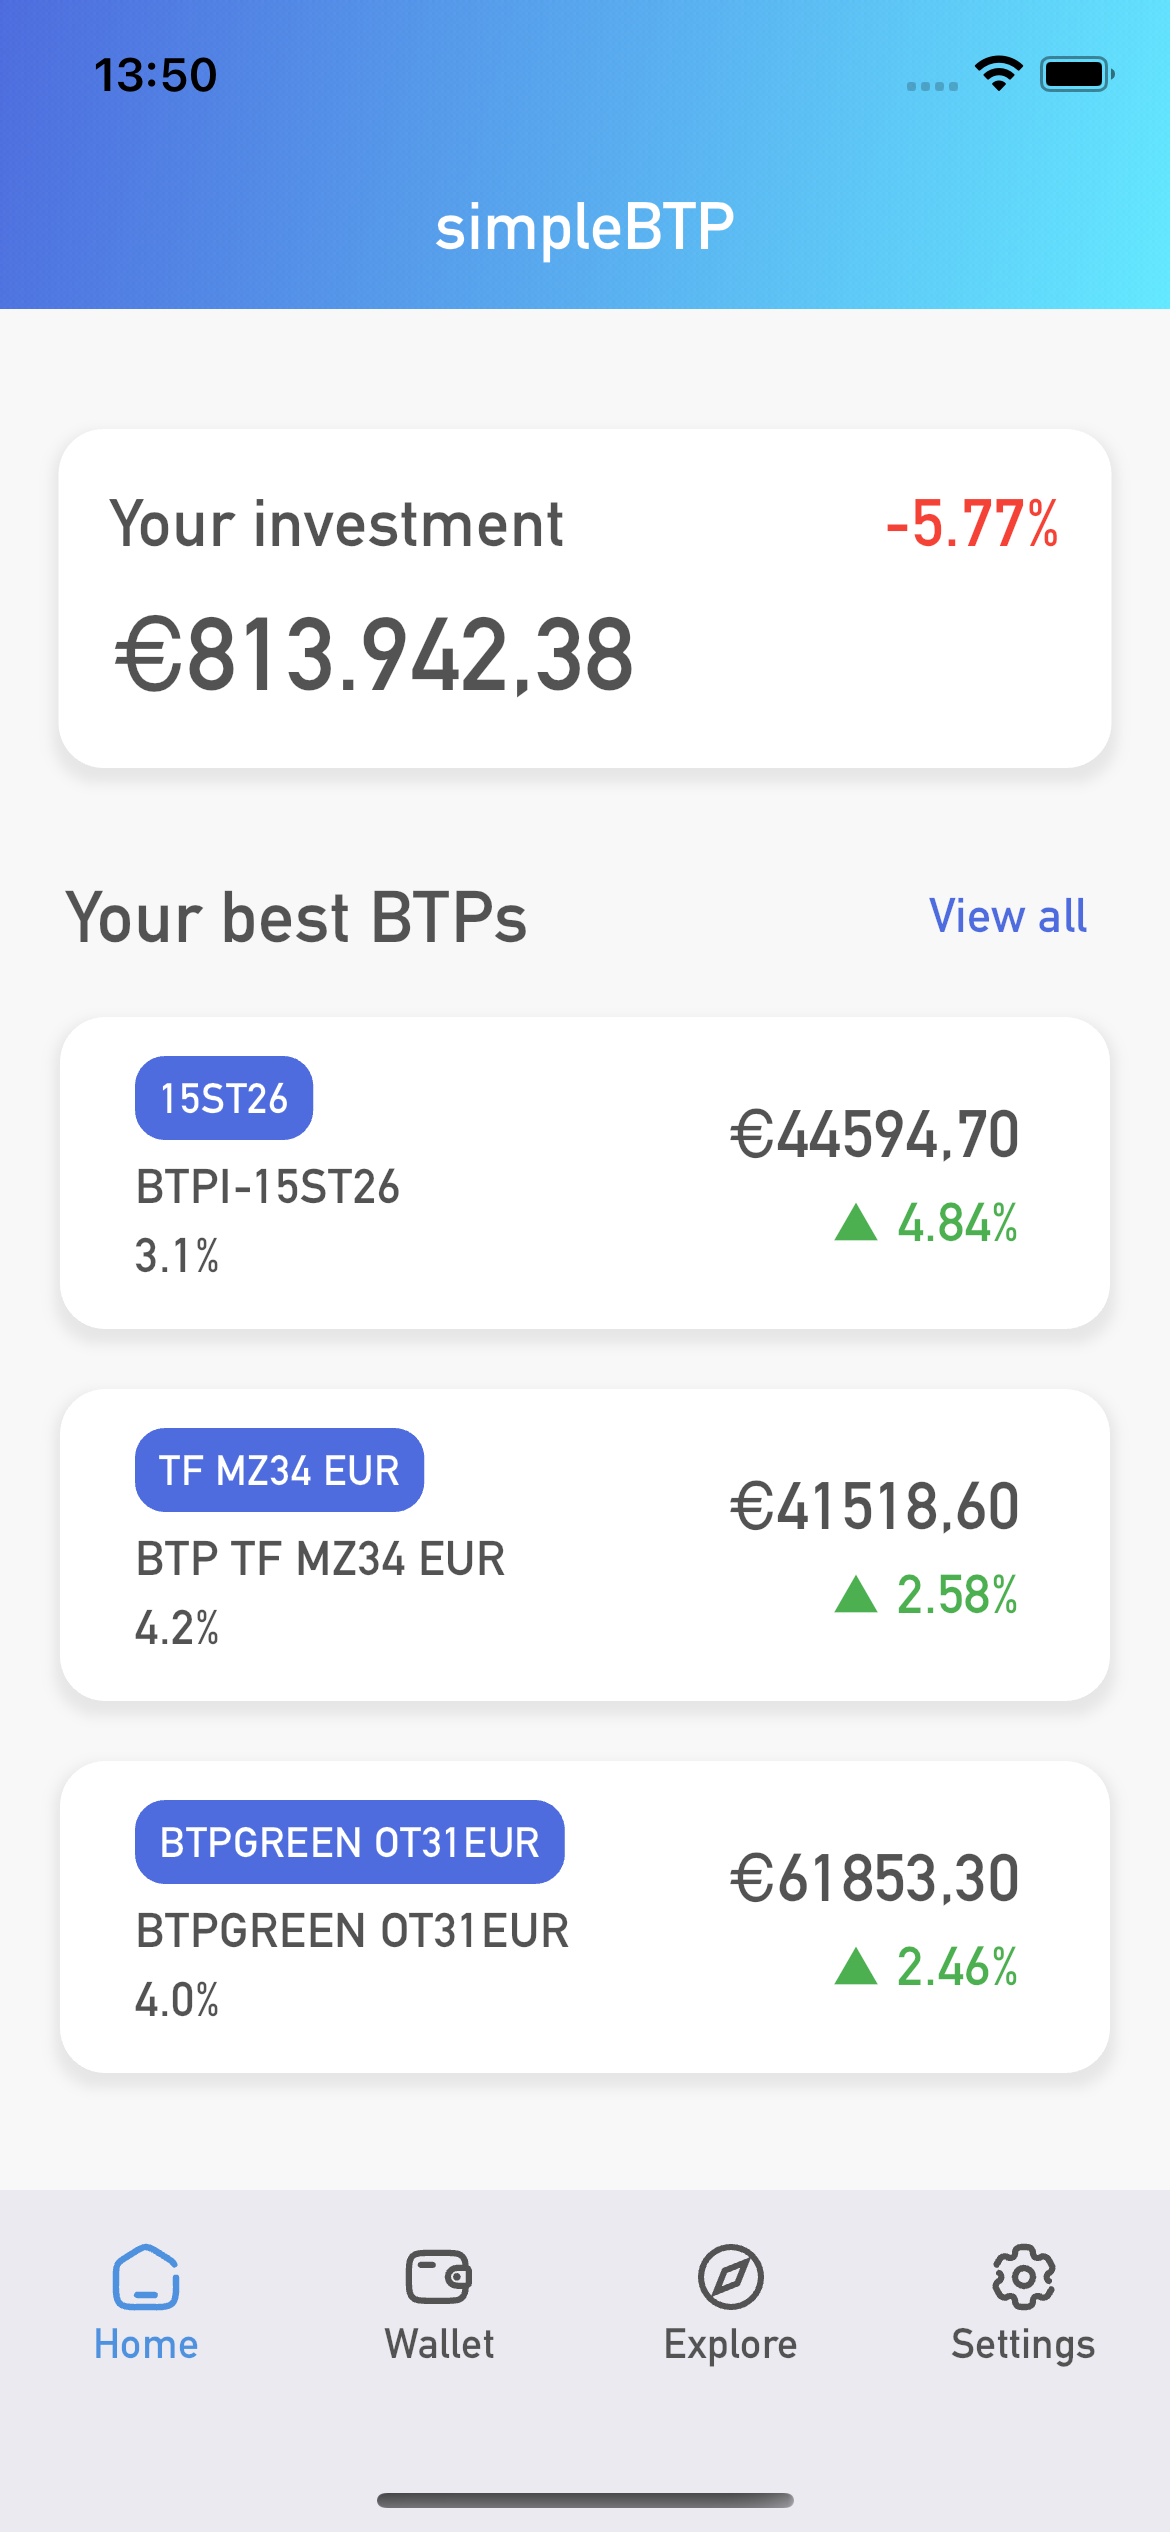 13:50
simpleBTP
Your investment
-5.77%
€813.942,38
Your best BTPs
View all
15ST26
BTPI-15ST26
3.1%
€44594,70
▲ 4.84%
TF MZ34 EUR
BTP TF MZ34 EUR
4.2%
€41518,60
▲ 2.58%
BTPGREEN OT31EUR
BTPGREEN OT31EUR
4.0%
€61853,30
▲ 2.46%
Home
Wallet
Explore
Settings